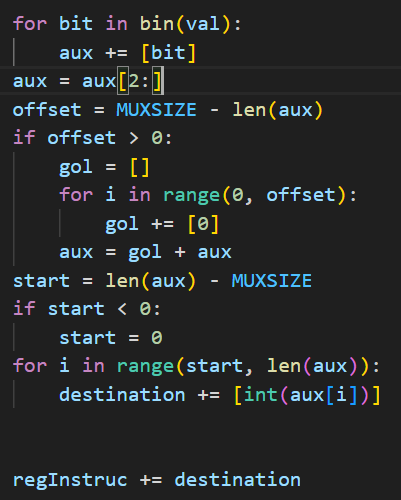 for bit in bin(val):
    aux += [bit]
aux = aux[2:]
offset = MUXSIZE - len(aux)
if offset > 0:
    gol = []
    for i in range(0, offset):
        gol += [0]
    aux = gol + aux
start = len(aux) - MUXSIZE
if start < 0:
    start = 0
for i in range(start, len(aux)):
    destination += [int(aux[i])]
regInstruc += destination